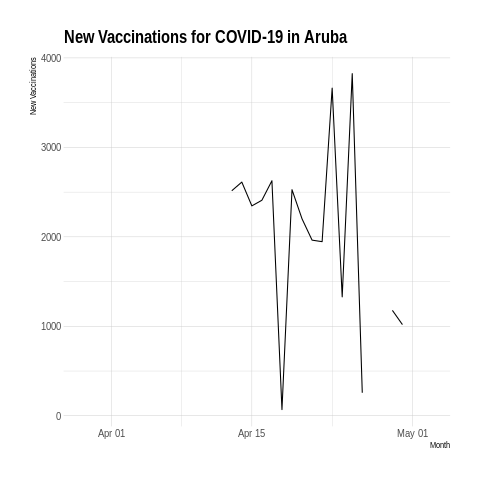 New Vaccinations for COVID-19 in Aruba
New Vaccinations
4000
3000
2000
1000
0
Apr 01
Apr 15
May 01
Month